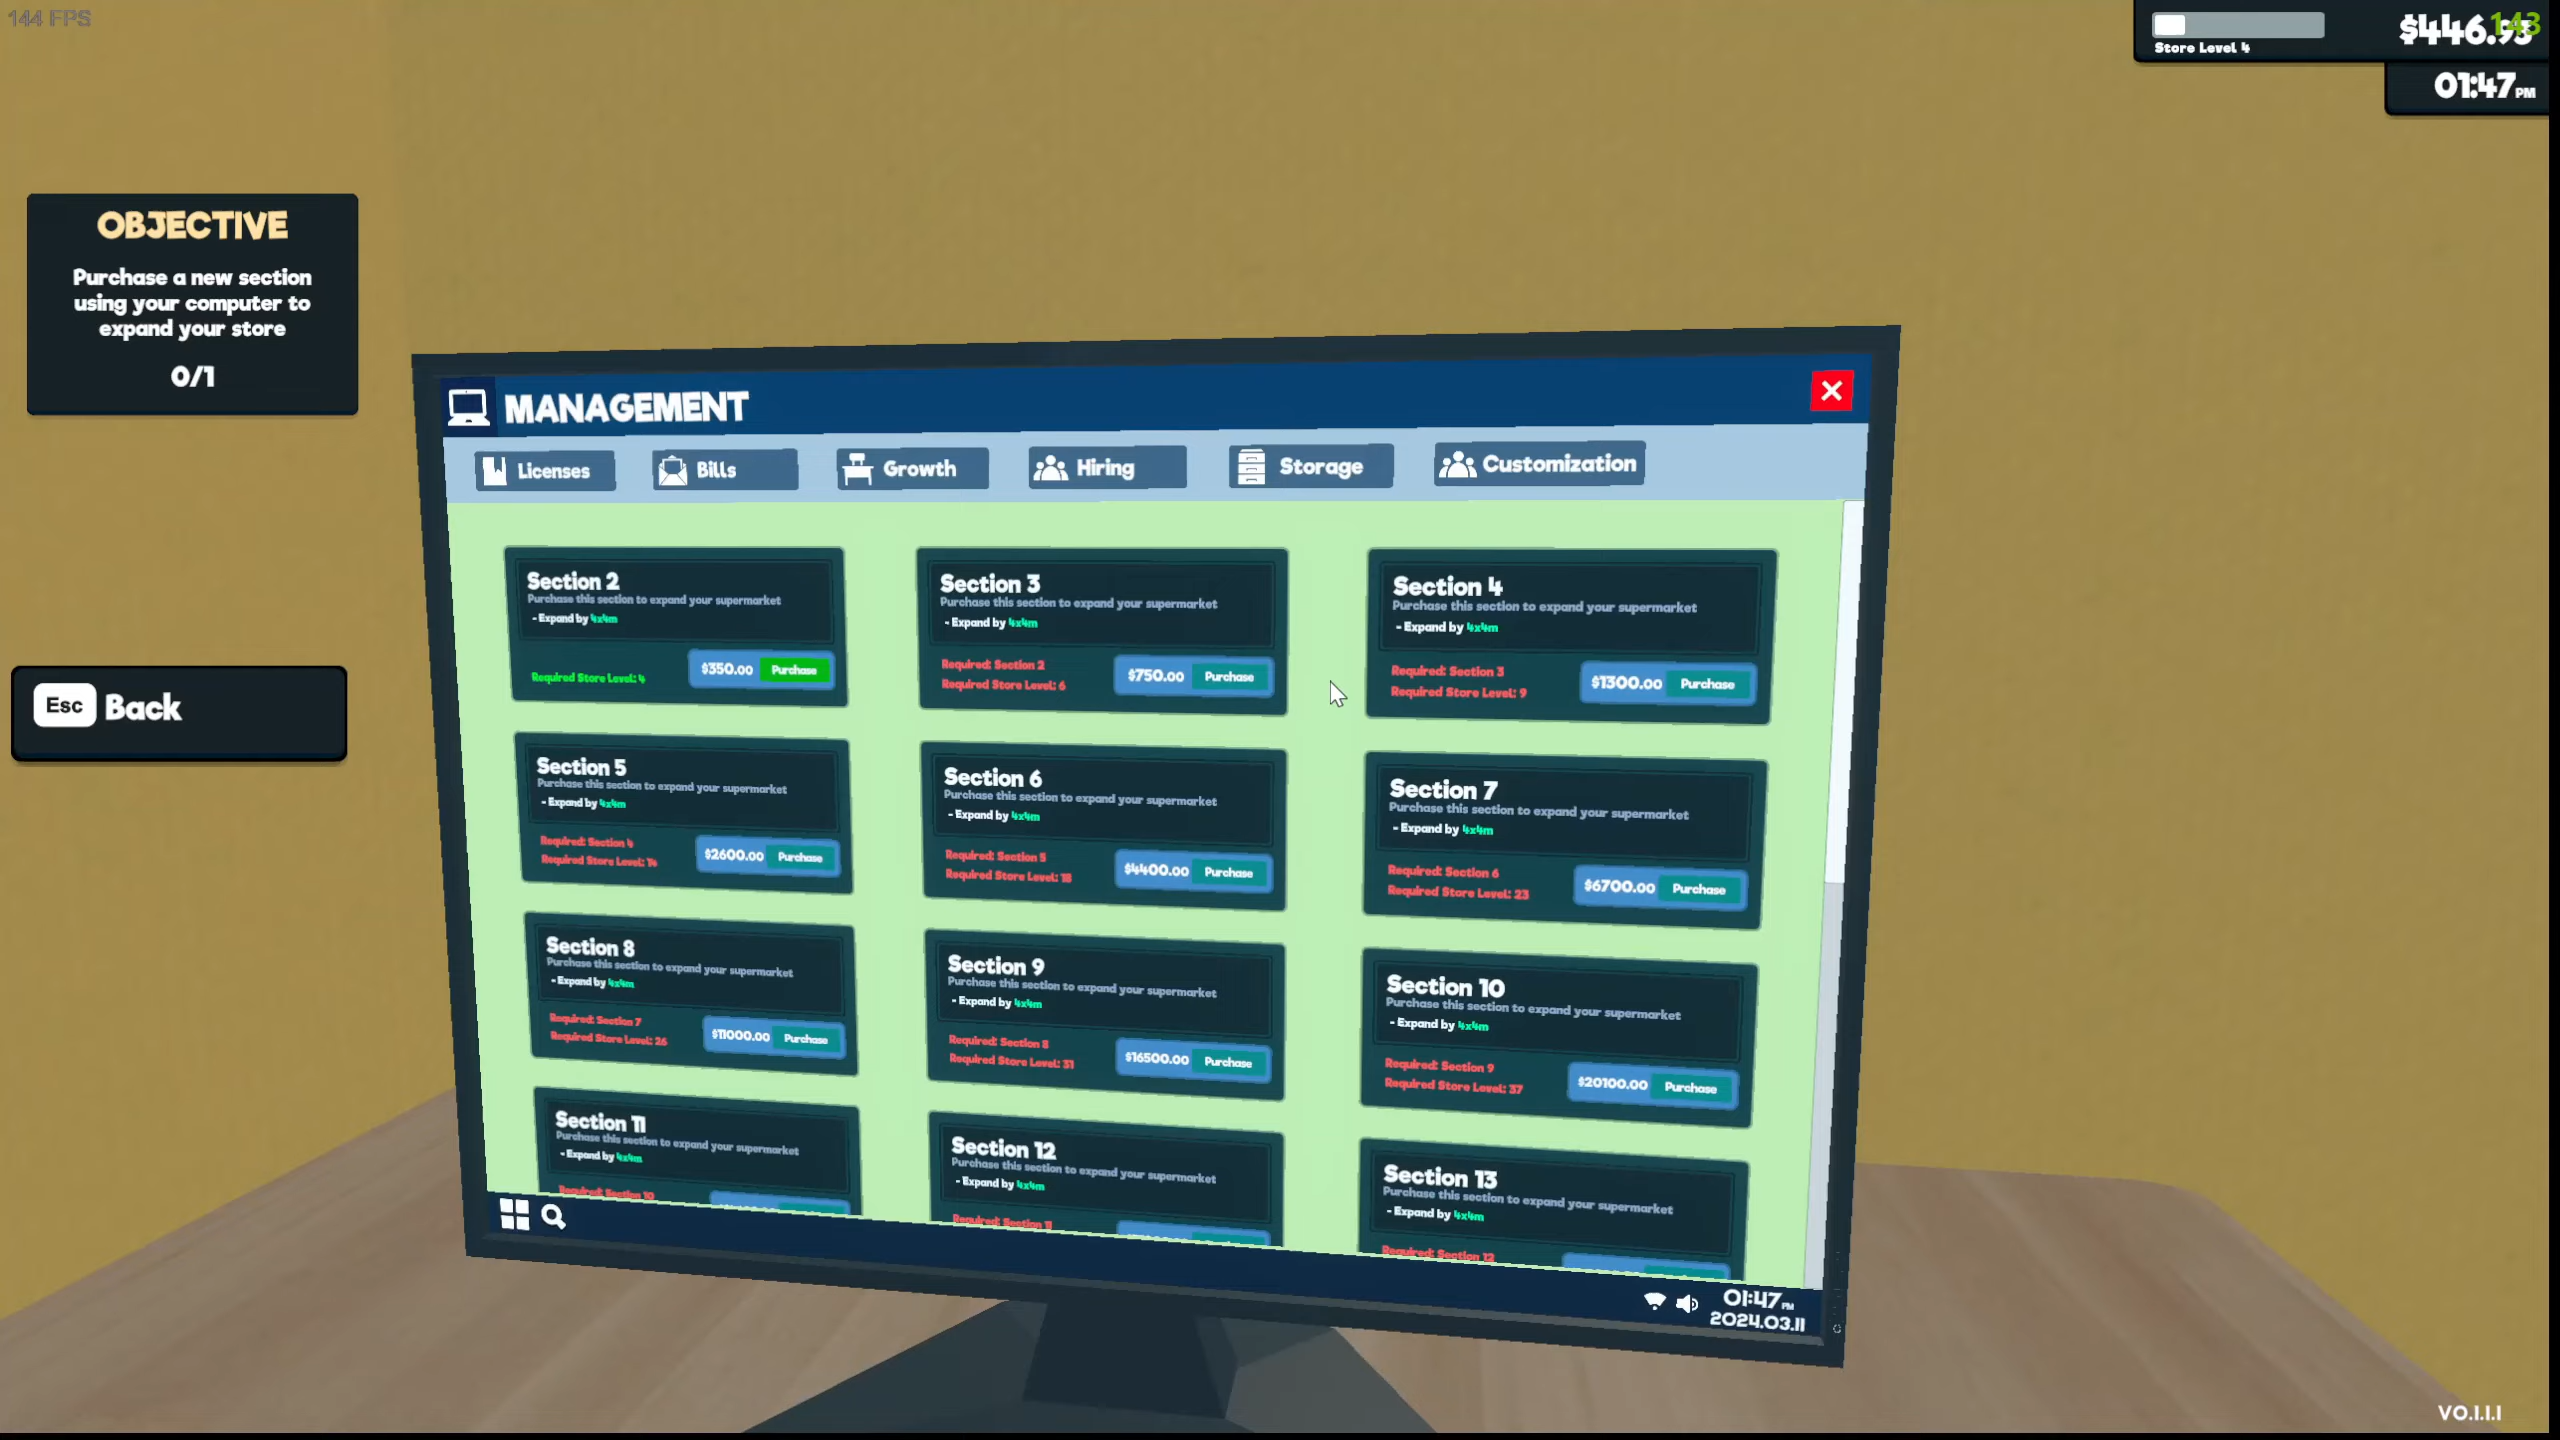 144 FPS
143
Store Level 4
01:47 PM
OBJECTIVE
Purchase a new section
using your computer to
expand your store
0/1
Esc Back
MANAGEMENT
Licenses
Bills
Growth
Hiring
Storage
Customization
Section 2
Purchase this section to expand your supermarket
- Expand by 4x4m
Required Store Level: 4
$350.00 Purchase
Section 3
Purchase this section to expand your supermarket
- Expand by 4x4m
Required: Section 2
Required Store Level: 6
$750.00 Purchase
Section 4
Purchase this section to expand your supermarket
- Expand by 4x4m
Required: Section 3
Required Store Level: 9
$1300.00 Purchase
Section 5
Purchase this section to expand your supermarket
- Expand by 4x4m
Required: Section 4
Required Store Level: 14
$2600.00 Purchase
Section 6
Purchase this section to expand your supermarket
- Expand by 4x4m
Required: Section 5
Required Store Level: 18
$4400.00 Purchase
Section 7
Purchase this section to expand your supermarket
- Expand by 4x4m
Required: Section 6
Required Store Level: 23
$6700.00 Purchase
Section 8
Purchase this section to expand your supermarket
- Expand by 4x4m
Required: Section 7
Required Store Level: 26
$11000.00 Purchase
Section 9
Purchase this section to expand your supermarket
- Expand by 4x4m
Required: Section 8
Required Store Level: 31
$16500.00 Purchase
Section 10
Purchase this section to expand your supermarket
- Expand by 4x4m
Required: Section 9
Required Store Level: 37
$20100.00 Purchase
Section 11
Purchase this section to expand your supermarket
- Expand by 4x4m
Required: Section 10
Section 12
Purchase this section to expand your supermarket
- Expand by 4x4m
Required: Section 11
Section 13
Purchase this section to expand your supermarket
- Expand by 4x4m
Required: Section 12
01:47 PM
2024.03.11
V0.1.1.1